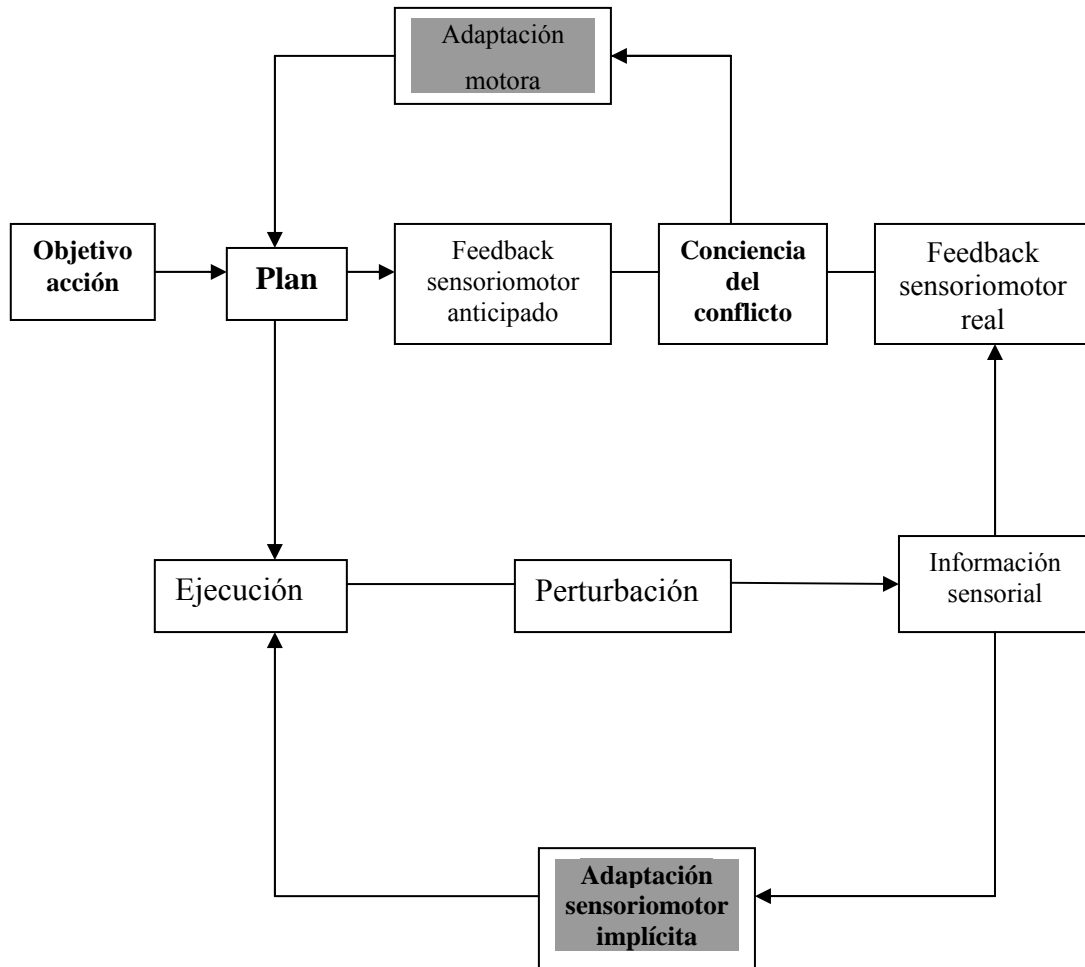 Adaptación
motora
Objetivo
acción
Plan
Feedback
sensoriomotor
anticipado
Conciencia
del
conflicto
Feedback
sensoriomotor
real
Ejecución
Perturbación
Información
sensorial
Adaptación
sensoriomotor
implícita